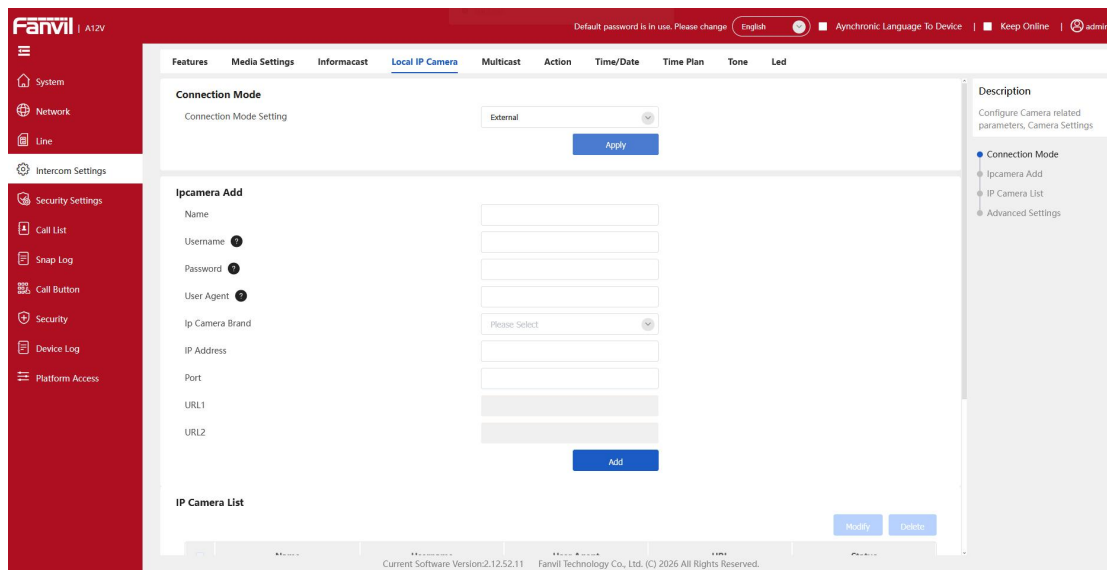 Fanvil | A12V
Default password is in use. Please change English Aynchronic Language To Device | Keep Online | admin
System
Network
Line
Intercom Settings
Security Settings
Call List
Snap Log
Call Button
Security
Device Log
Platform Access
Features Media Settings Informacast Local IP Camera Multicast Action Time/Date Time Plan Tone Led
Connection Mode
Connection Mode Setting External
Apply
Ipcamera Add
Name
Username ?
Password ?
User Agent ?
Ip Camera Brand Please Select
IP Address
Port
URL1
URL2
Add
IP Camera List
Modify Delete
Description
Configure Camera related
parameters, Camera Settings
Connection Mode
Ipcamera Add
IP Camera List
Advanced Settings
Current Software Version:2.12.52.11 Fanvil Technology Co., Ltd. (C) 2026 All Rights Reserved.